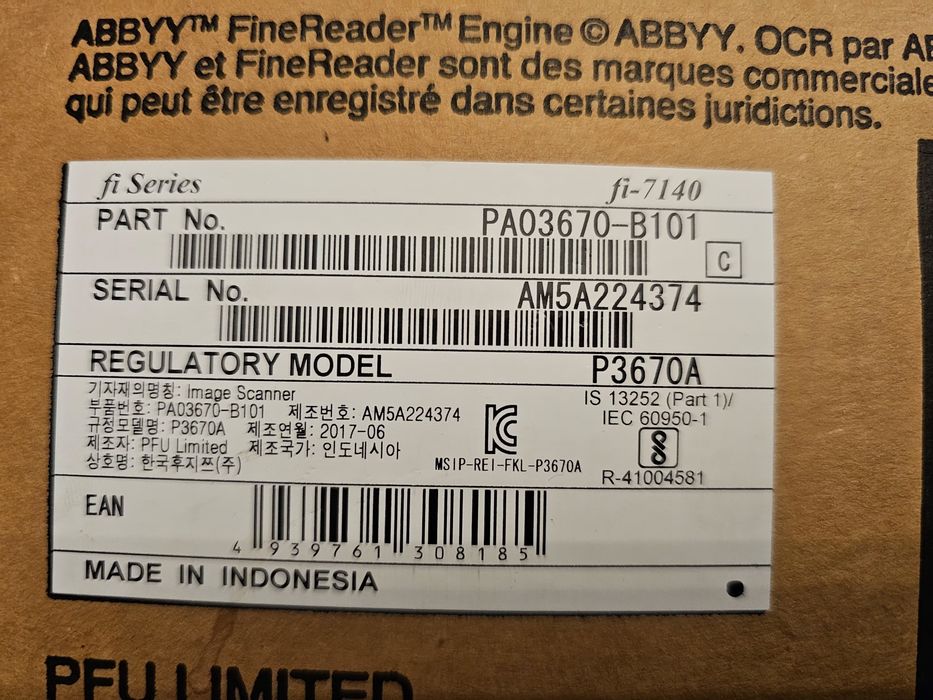 ABBYY™ FineReader™ Engine © ABBYY. OCR par
ABBYY et FineReader sont des marques
qui peut être enregistré dans certaines juridictions.
fi Series fi-7140
PART No. PA03670-B101
C
SERIAL No. AM5A224374
REGULATORY MODEL P3670A
기자재의명칭: Image Scanner
부품번호: PA03670-B101 제조번호: AM5A224374
규정모델명: P3670A 제조연월: 2017-06
제조자: PFU Limited 제조국가: 인도네시아
상호명: 한국후지쯔(주)
MSIP-REI-FKL-P3670A
IS 13252 (Part 1)/
IEC 60950-1
R-41004581
EAN
4 939761 308185
MADE IN INDONESIA
PFU LIMITED